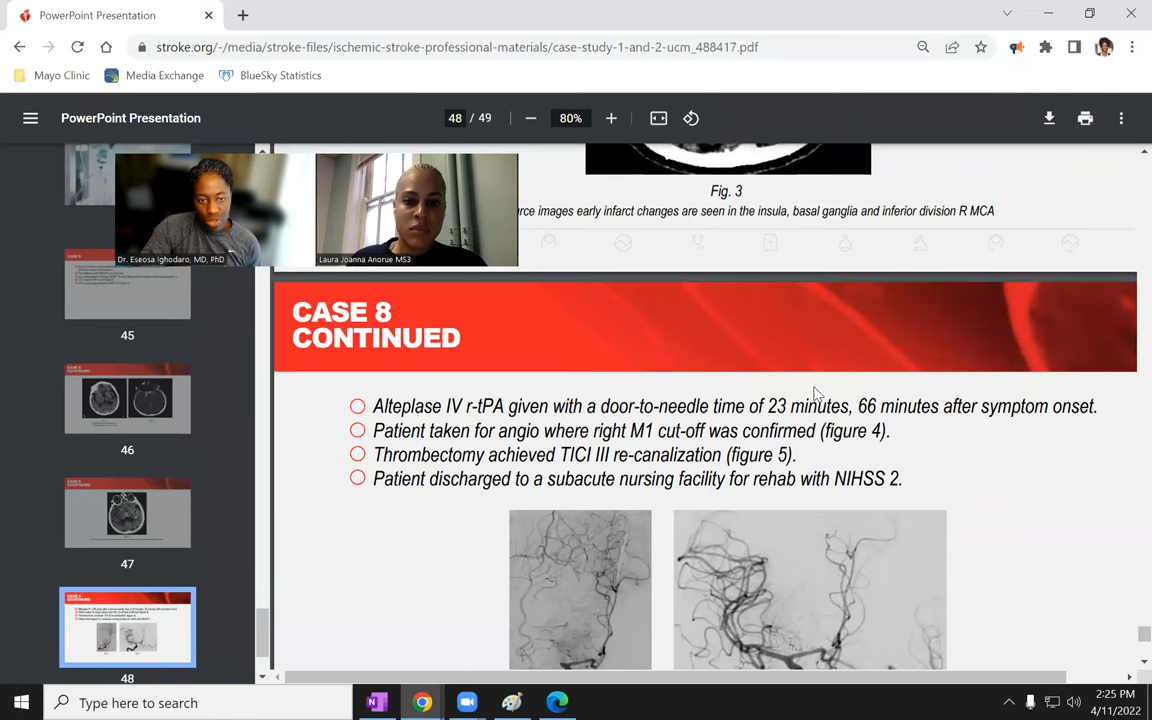 PowerPoint Presentation
stroke.org/-/media/stroke-files/ischemic-stroke-professional-materials/case-study-1-and-2-ucm_488417.pdf
Mayo Clinic
Media Exchange
BlueSky Statistics
PowerPoint Presentation
48 / 49
80%
Fig. 3
rce images early infarct changes are seen in the insula, basal ganglia and inferior division R MCA
Dr. Eseosa Ighodaro, MD, PhD
Laura Joanna Anorue MS3
45
46
47
48
CASE 8
CONTINUED
Alteplase IV r-tPA given with a door-to-needle time of 23 minutes, 66 minutes after symptom onset.
Patient taken for angio where right M1 cut-off was confirmed (figure 4).
Thrombectomy achieved TICI III re-canalization (figure 5).
Patient discharged to a subacute nursing facility for rehab with NIHSS 2.
Type here to search
2:25 PM
4/11/2022